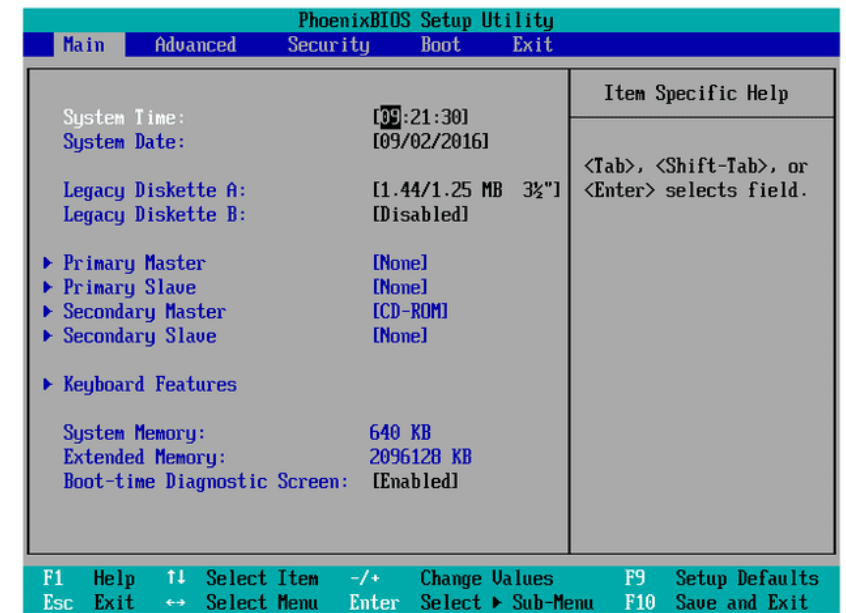 PhoenixBIOS Setup Utility
Main Advanced Security Boot Exit
Item Specific Help
System Time: [09:21:30]
System Date: [09/02/2016]
<Tab>, <Shift-Tab>, or
<Enter> selects field.
Legacy Diskette A: [1.44/1.25 MB 3½"]
Legacy Diskette B: [Disabled]
Primary Master [None]
Primary Slave [None]
Secondary Master [CD-ROM]
Secondary Slave [None]
Keyboard Features
System Memory: 640 KB
Extended Memory: 2096128 KB
Boot-time Diagnostic Screen: [Enabled]
F1 Help ↑↓ Select Item -/+ Change Values F9 Setup Defaults
Esc Exit ↔ Select Menu Enter Select ▶ Sub-Menu F10 Save and Exit